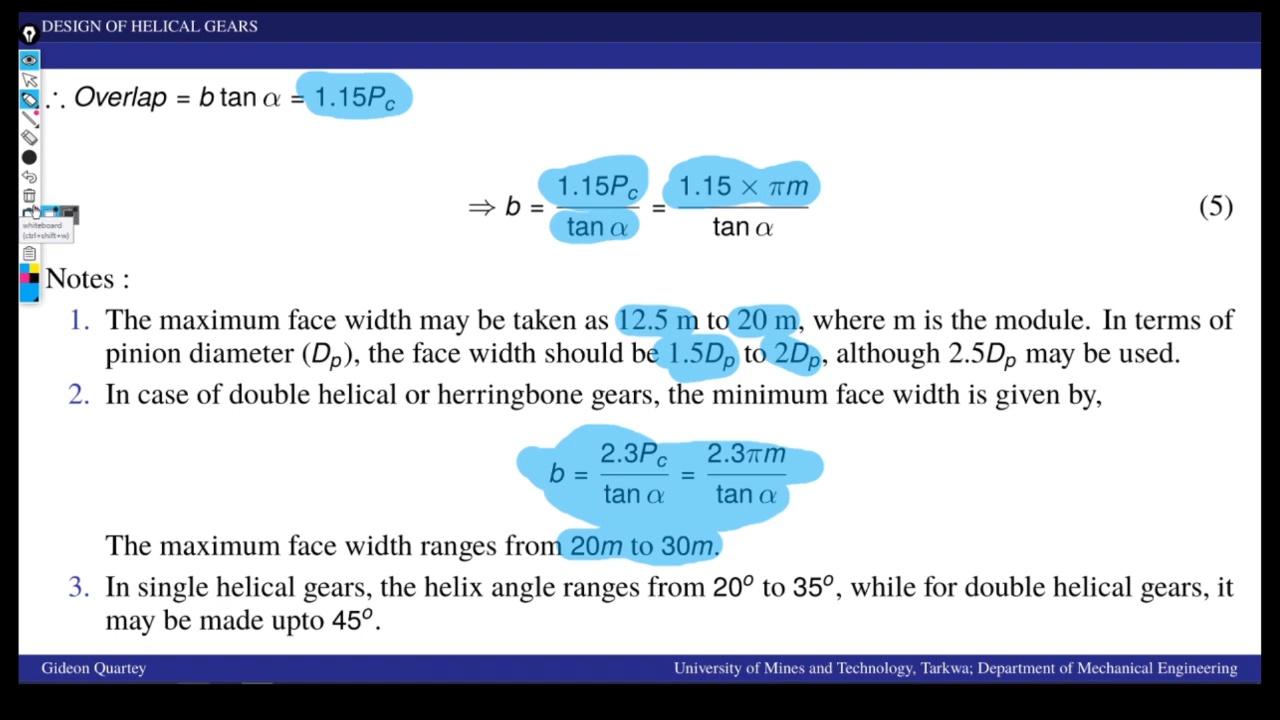 DESIGN OF HELICAL GEARS
∴ Overlap = b tan α = 1.15P_c
⇒ b = 1.15P_c / tan α = 1.15 × πm / tan α (5)
whiteboard
(ctrl+shift+w)
Notes :
1. The maximum face width may be taken as 12.5 m to 20 m, where m is the module. In terms of
pinion diameter (D_p), the face width should be 1.5D_p to 2D_p, although 2.5D_p may be used.
2. In case of double helical or herringbone gears, the minimum face width is given by,
b = 2.3P_c / tan α = 2.3πm / tan α
The maximum face width ranges from 20m to 30m.
3. In single helical gears, the helix angle ranges from 20° to 35°, while for double helical gears, it
may be made upto 45°.
Gideon Quartey
University of Mines and Technology, Tarkwa; Department of Mechanical Engineering